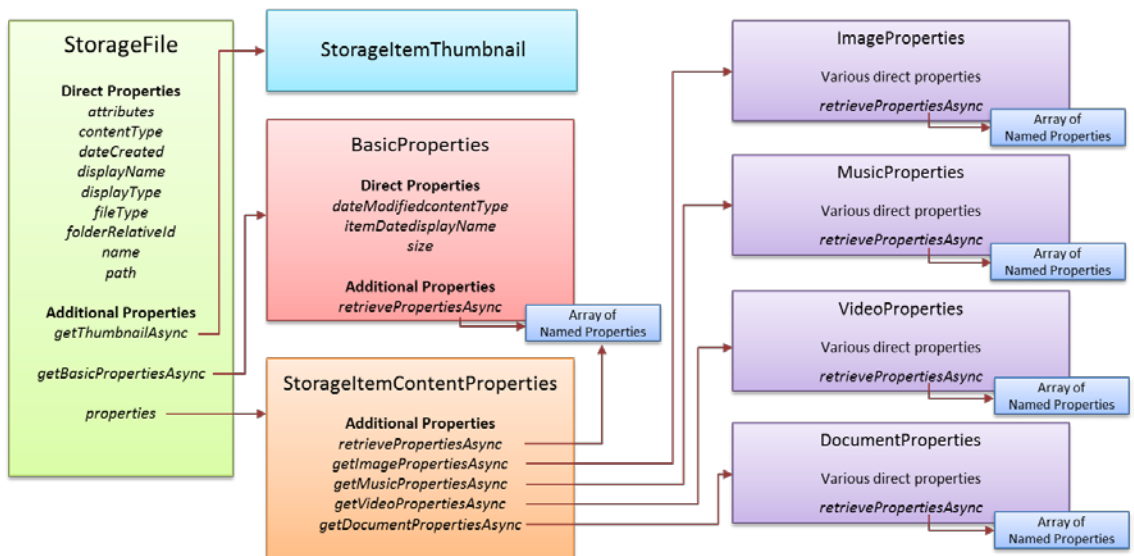 StorageFile
Direct Properties
attributes
contentType
dateCreated
displayName
displayType
fileType
folderRelativeId
name
path
Additional Properties
getThumbnailAsync
getBasicPropertiesAsync
properties
StorageItemThumbnail
BasicProperties
Direct Properties
dateModifiedcontentType
itemDatedisplayName
size
Additional Properties
retrievePropertiesAsync
Array of
Named Properties
StorageItemContentProperties
Additional Properties
retrievePropertiesAsync
getImagePropertiesAsync
getMusicPropertiesAsync
getVideoPropertiesAsync
getDocumentPropertiesAsync
ImageProperties
Various direct properties
retrievePropertiesAsync
Array of
Named Properties
MusicProperties
Various direct properties
retrievePropertiesAsync
Array of
Named Properties
VideoProperties
Various direct properties
retrievePropertiesAsync
Array of
Named Properties
DocumentProperties
Various direct properties
retrievePropertiesAsync
Array of
Named Properties